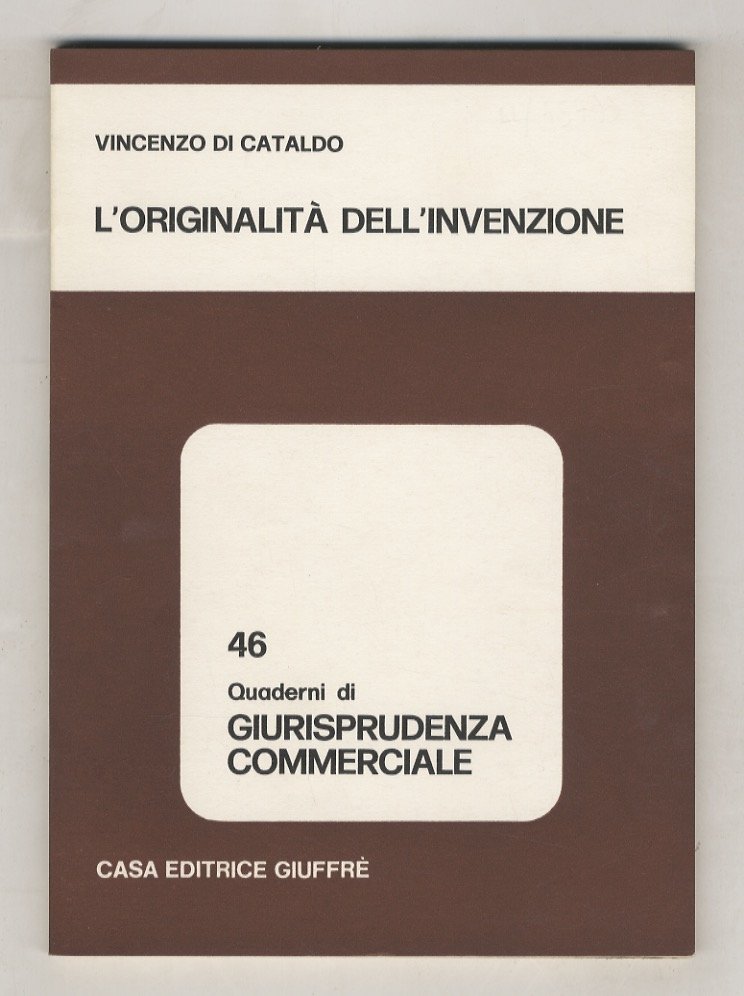 VINCENZO DI CATALDO
L'ORIGINALITÀ DELL'INVENZIONE
46
Quaderni di
GIURISPRUDENZA
COMMERCIALE
CASA EDITRICE GIUFFRÈ